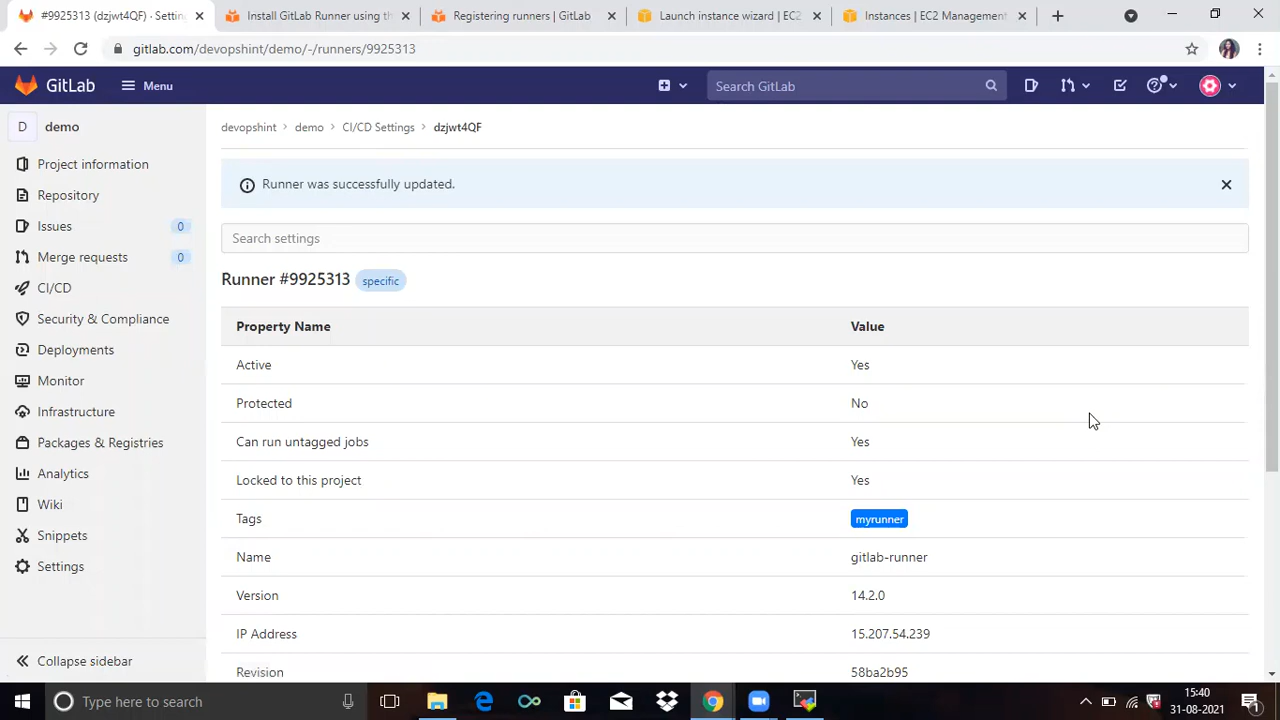 #9925313 (dzjwt4QF) · Settin
Install GitLab Runner using th
Registering runners | GitLab
Launch instance wizard | EC2
Instances | EC2 Management
gitlab.com/devopshint/demo/-/runners/9925313
GitLab
Menu
Search GitLab
D
demo
Project information
Repository
Issues
0
Merge requests
0
CI/CD
Security & Compliance
Deployments
Monitor
Infrastructure
Packages & Registries
Analytics
Wiki
Snippets
Settings
Collapse sidebar
devopshint › demo › CI/CD Settings › dzjwt4QF
Runner was successfully updated.
Search settings
Runner #9925313 specific
Property Name Value
Active Yes
Protected No
Can run untagged jobs Yes
Locked to this project Yes
Tags myrunner
Name gitlab-runner
Version 14.2.0
IP Address 15.207.54.239
Revision 58ba2b95
Type here to search
15:40
31-08-2021
1